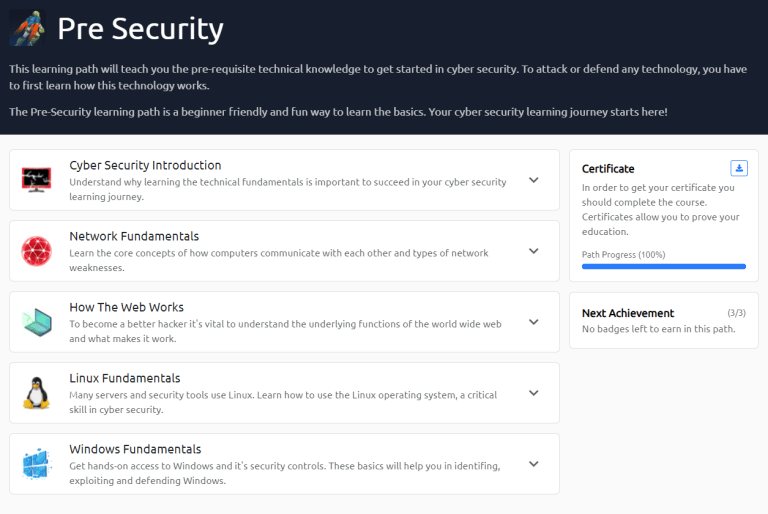 Pre Security
This learning path will teach you the pre-requisite technical knowledge to get started in cyber security. To attack or defend any technology, you have
to first learn how this technology works.
The Pre-Security learning path is a beginner friendly and fun way to learn the basics. Your cyber security learning journey starts here!
Cyber Security Introduction
Understand why learning the technical fundamentals is important to succeed in your cyber security
learning journey.
Network Fundamentals
Learn the core concepts of how computers communicate with each other and types of network
weaknesses.
How The Web Works
To become a better hacker it's vital to understand the underlying functions of the world wide web
and what makes it work.
Linux Fundamentals
Many servers and security tools use Linux. Learn how to use the Linux operating system, a critical
skill in cyber security.
Windows Fundamentals
Get hands-on access to Windows and it's security controls. These basics will help you in identifing,
exploiting and defending Windows.
Certificate
In order to get your certificate you
should complete the course.
Certificates allow you to prove your
education.
Path Progress (100%)
Next Achievement (3/3)
No badges left to earn in this path.